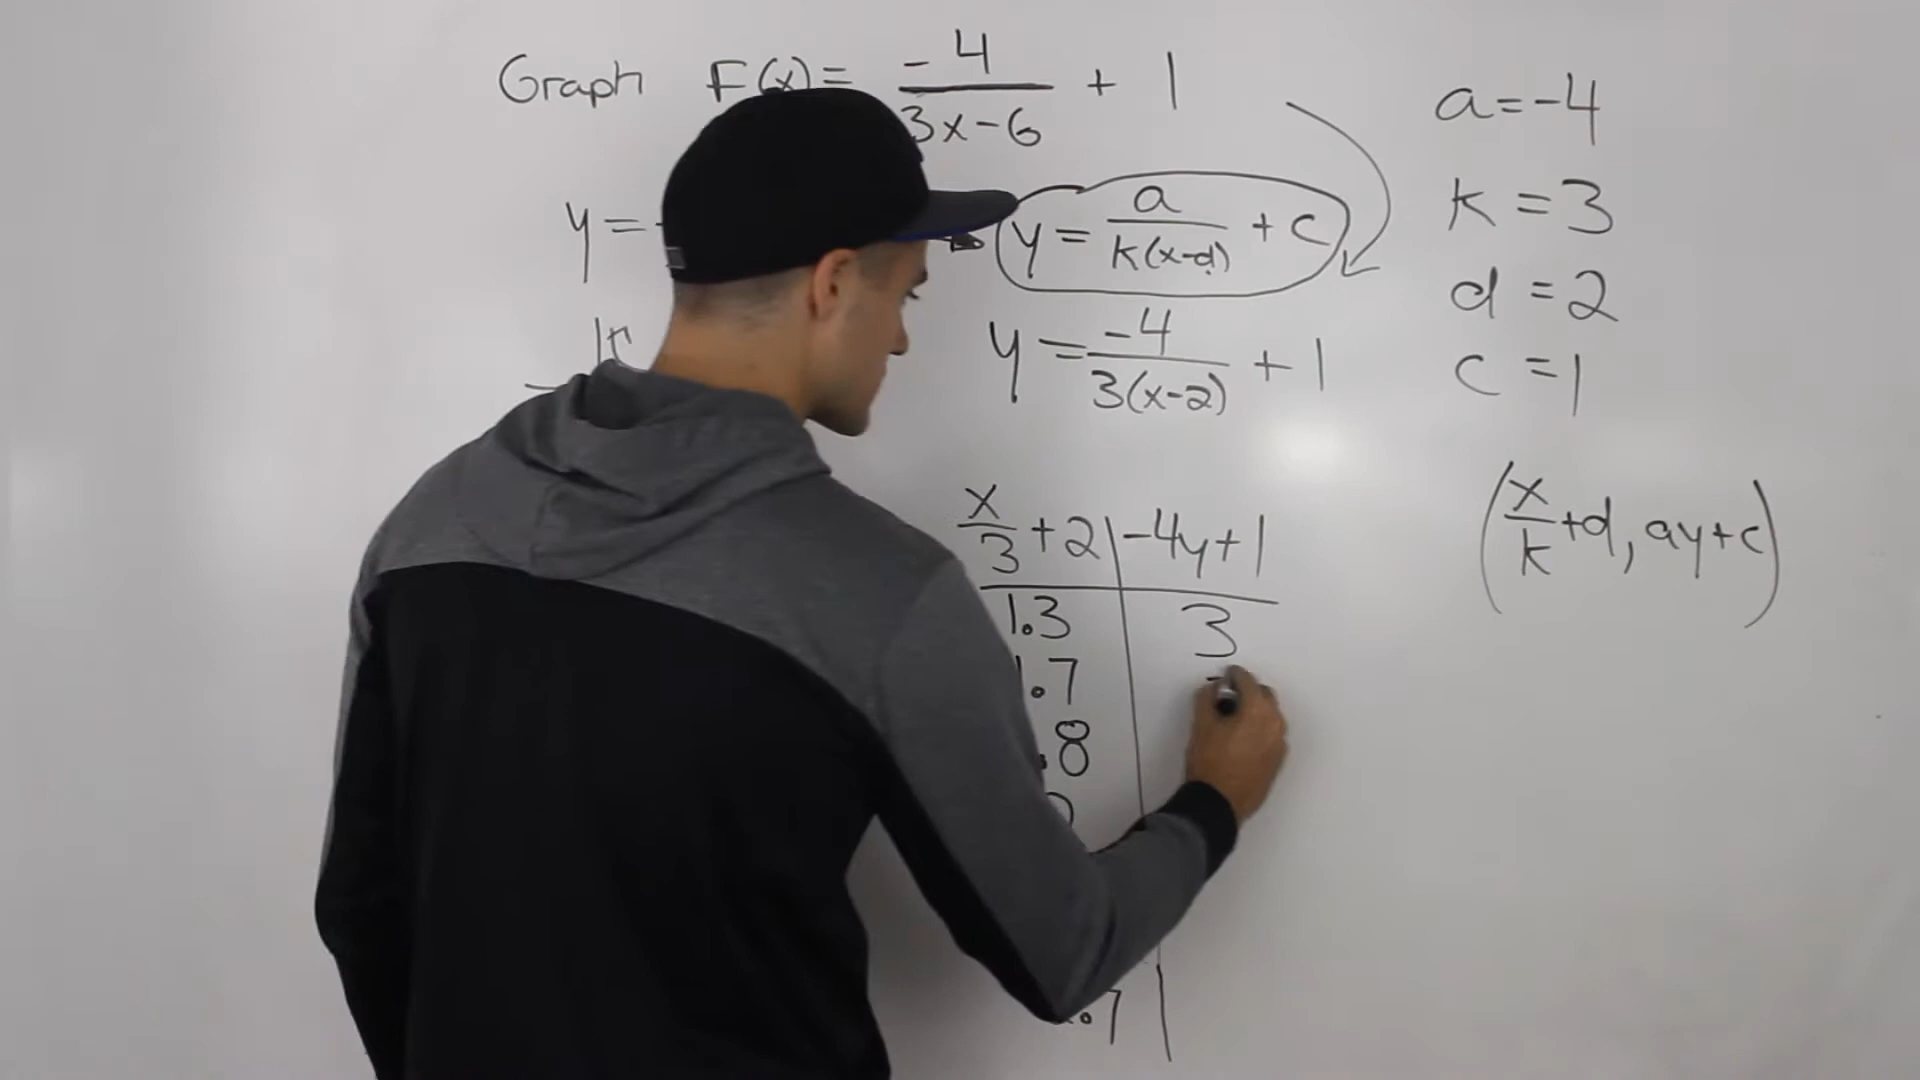 Graph F(x) = -4/(3x-6) + 1
y =
y = a/(k(x-d)) + c
y = -4/(3(x-2)) + 1
a = -4
k = 3
d = 2
c = 1
(x/k + d, ay + c)
x/3 + 2 | -4y + 1
1.3 | 3
.7
.8
.7